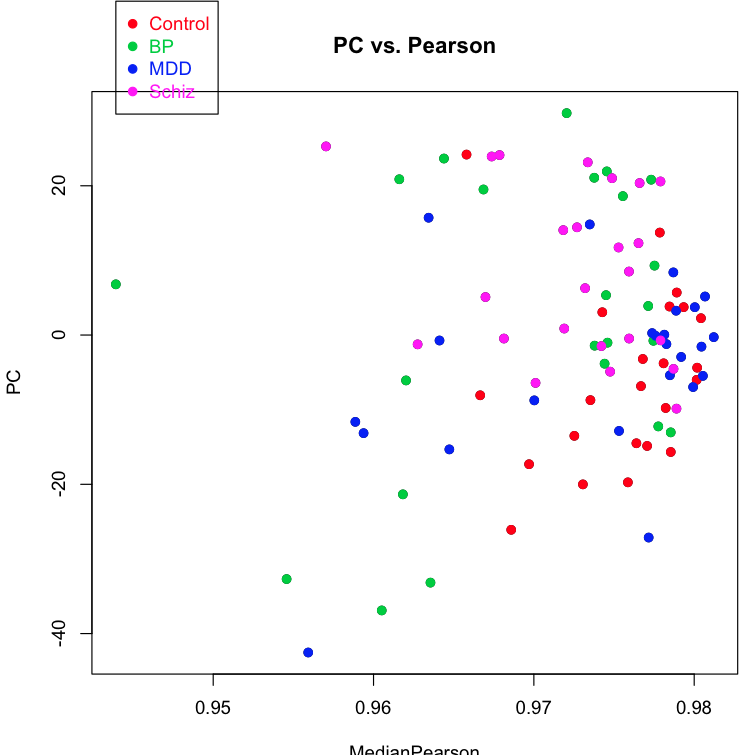 Control
BP
MDD
Schiz
PC vs. Pearson
20
0
-20
-40
PC
0.95 0.96 0.97 0.98
MedianPearson